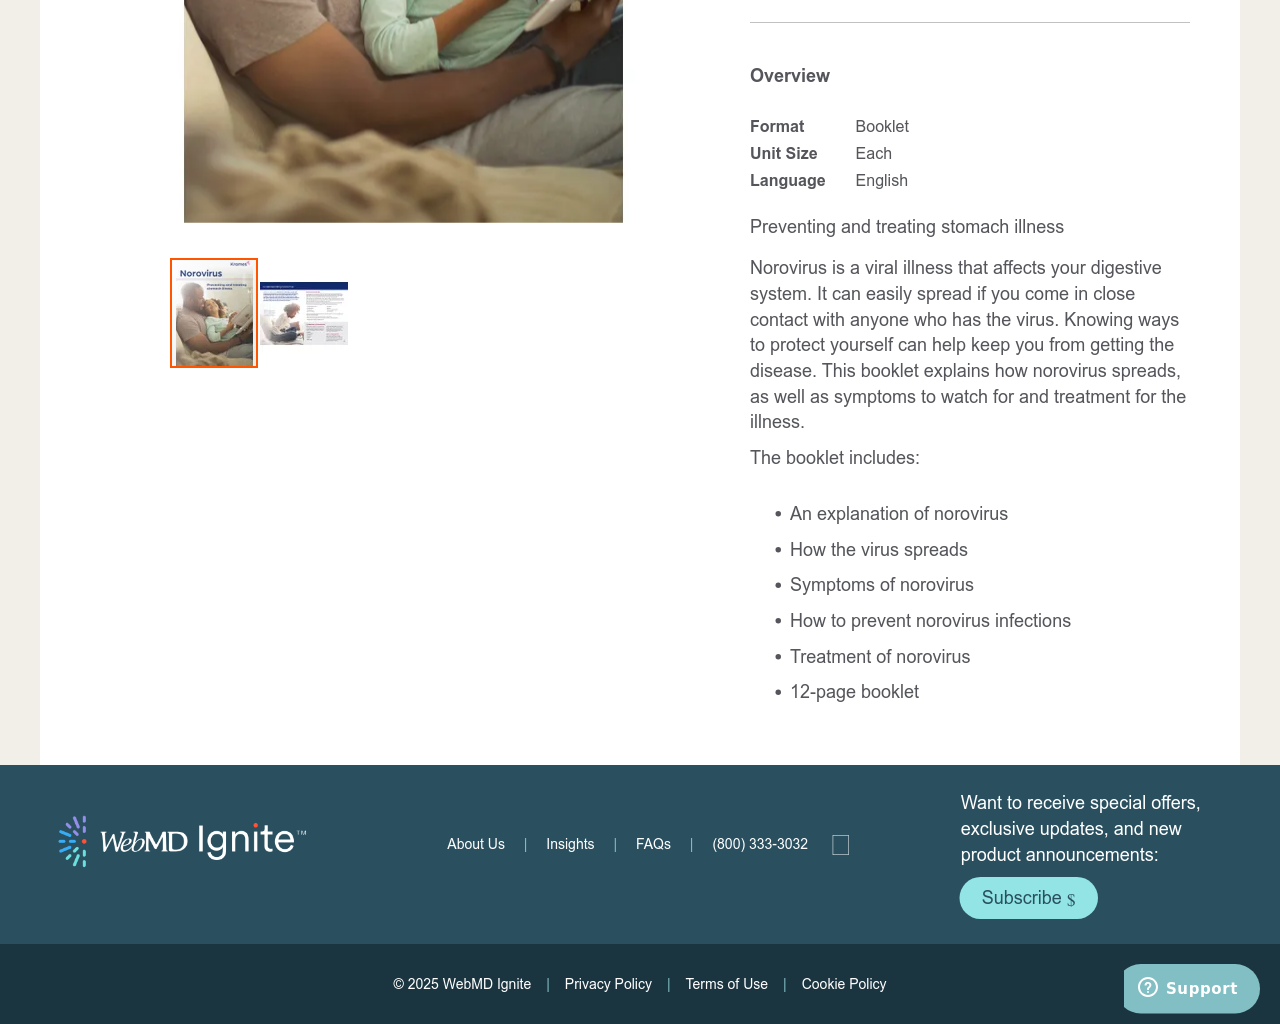 Overview
Format Booklet
Unit Size Each
Language English
Preventing and treating stomach illness
Norovirus is a viral illness that affects your digestive
system. It can easily spread if you come in close
contact with anyone who has the virus. Knowing ways
to protect yourself can help keep you from getting the
disease. This booklet explains how norovirus spreads,
as well as symptoms to watch for and treatment for the
illness.
The booklet includes:
• An explanation of norovirus
• How the virus spreads
• Symptoms of norovirus
• How to prevent norovirus infections
• Treatment of norovirus
• 12-page booklet
Norovirus
Preventing and treating
stomach illness
WebMD Ignite™
About Us | Insights | FAQs | (800) 333-3032
Want to receive special offers,
exclusive updates, and new
product announcements:
Subscribe $
© 2025 WebMD Ignite | Privacy Policy | Terms of Use | Cookie Policy
Support